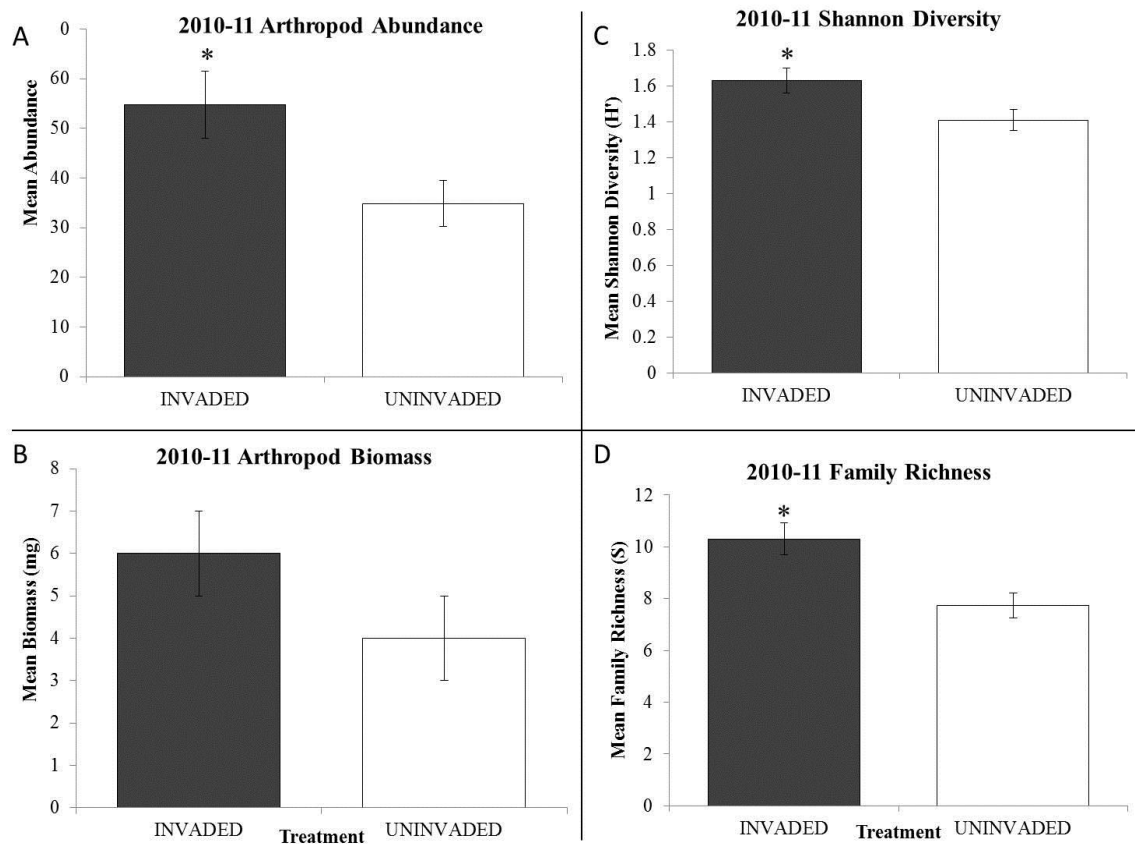 A
2010-11 Arthropod Abundance
Mean Abundance
0
60
50
40
30
20
10
0
*
INVADED
UNINVADED
C
2010-11 Shannon Diversity
Mean Shannon Diversity (H')
1.8
1.6
1.4
1.2
1
0.8
0.6
0.4
0.2
0
*
INVADED
UNINVADED
B
2010-11 Arthropod Biomass
Mean Biomass (mg)
8
7
6
5
4
3
2
1
0
INVADED
UNINVADED
Treatment
D
2010-11 Family Richness
Mean Family Richness (S)
12
10
8
6
4
2
0
*
INVADED
UNINVADED
Treatment